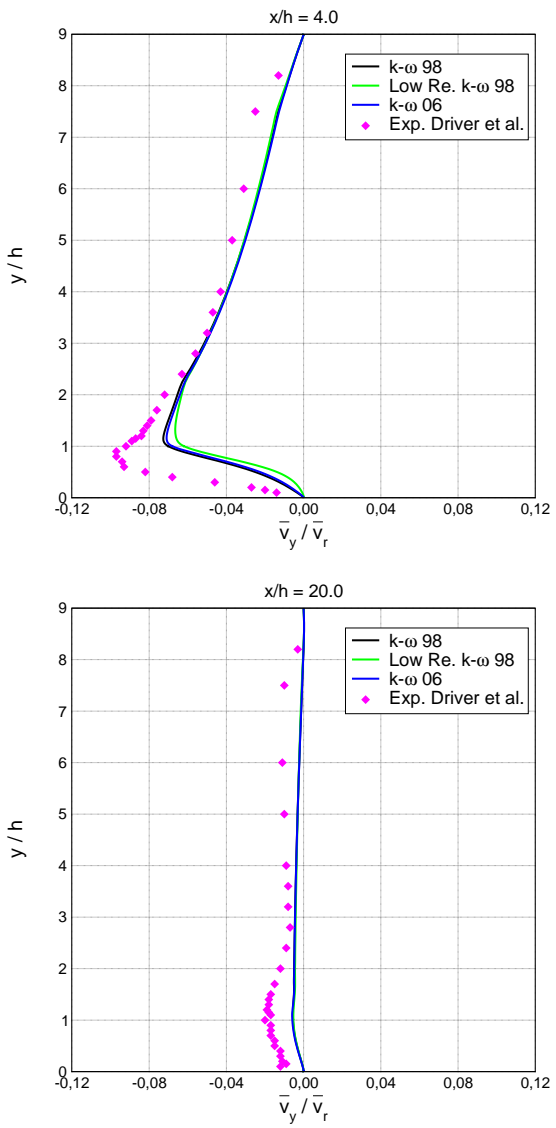 x/h = 4.0
9
8
7
6
5
4
3
2
1
0
y / h
k-ω 98
Low Re. k-ω 98
k-ω 06
Exp. Driver et al.
-0,12 -0,08 -0,04 0,00 0,04 0,08 0,12
v̅y / v̅r
x/h = 20.0
9
8
7
6
5
4
3
2
1
0
y / h
k-ω 98
Low Re. k-ω 98
k-ω 06
Exp. Driver et al.
-0,12 -0,08 -0,04 0,00 0,04 0,08 0,12
v̅y / v̅r